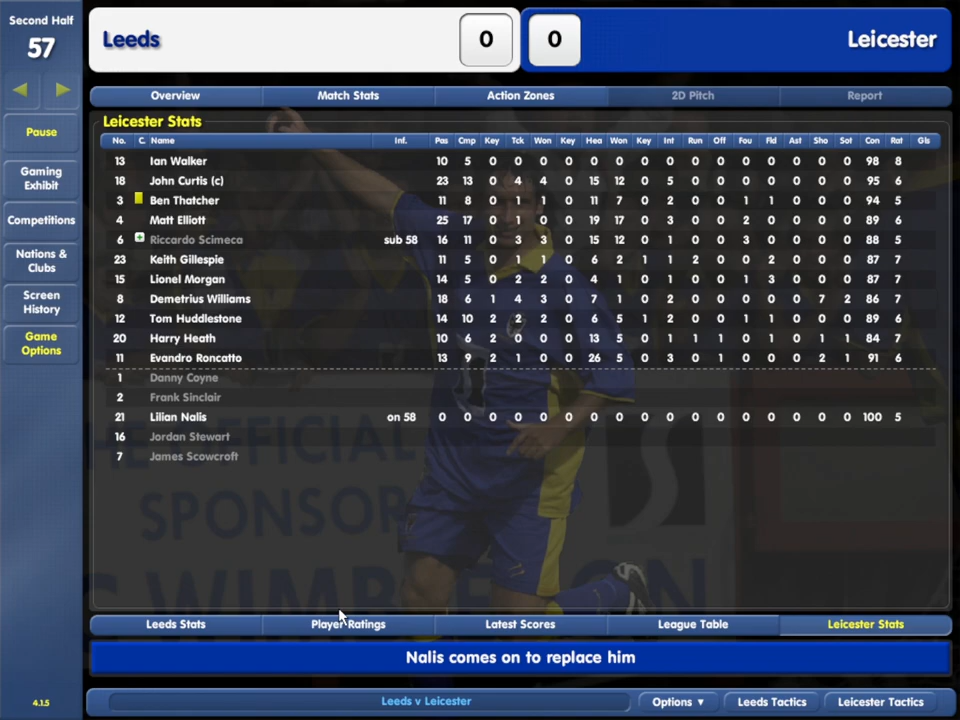 Second Half
57
Leeds 0 0 Leicester
Overview Match Stats Action Zones 2D Pitch Report
Pause
Gaming
Exhibit
Competitions
Nations &
Clubs
Screen
History
Game
Options
4.1.5
Leicester Stats
No. C. Name Inf. Pas Cmp Key Tck Won Key Hea Won Key Int Run Off Fou Fld Ast Sho Sot Con Rat Gls
13 Ian Walker 10 5 0 0 0 0 0 0 0 0 0 0 0 0 0 0 0 98 8
18 John Curtis (c) 23 13 0 4 4 0 15 12 0 5 0 0 0 0 0 0 0 95 6
3 Ben Thatcher 11 8 0 1 1 0 11 7 0 2 0 0 1 1 0 0 0 94 5
4 Matt Elliott 25 17 0 1 0 0 19 17 0 3 0 0 2 0 0 0 0 89 6
6 Riccardo Scimeca sub 58 16 11 0 3 3 0 15 12 0 1 0 0 3 0 0 0 0 88 5
23 Keith Gillespie 11 5 0 1 1 0 6 2 1 1 2 0 0 2 0 0 0 87 7
15 Lionel Morgan 14 5 0 2 2 0 4 1 0 1 0 0 1 3 0 0 0 87 7
8 Demetrius Williams 18 6 1 4 3 0 7 1 0 2 0 0 0 0 0 7 2 86 7
12 Tom Huddlestone 14 10 2 2 2 0 6 5 1 2 0 0 1 1 0 0 0 89 6
20 Harry Heath 10 6 2 0 0 0 13 5 0 1 1 1 0 1 0 1 1 84 7
11 Evandro Roncatto 13 9 2 1 0 0 26 5 0 3 0 1 0 0 0 2 1 91 6
1 Danny Coyne
2 Frank Sinclair
21 Lilian Nalis on 58 0 0 0 0 0 0 0 0 0 0 0 0 0 0 0 0 0 100 5
16 Jordan Stewart
7 James Scowcroft
THE OFFICIAL
SPONSOR
WIMBLEDON
Leeds Stats Player Ratings Latest Scores League Table Leicester Stats
Nalis comes on to replace him
Leeds v Leicester Options ▼ Leeds Tactics Leicester Tactics